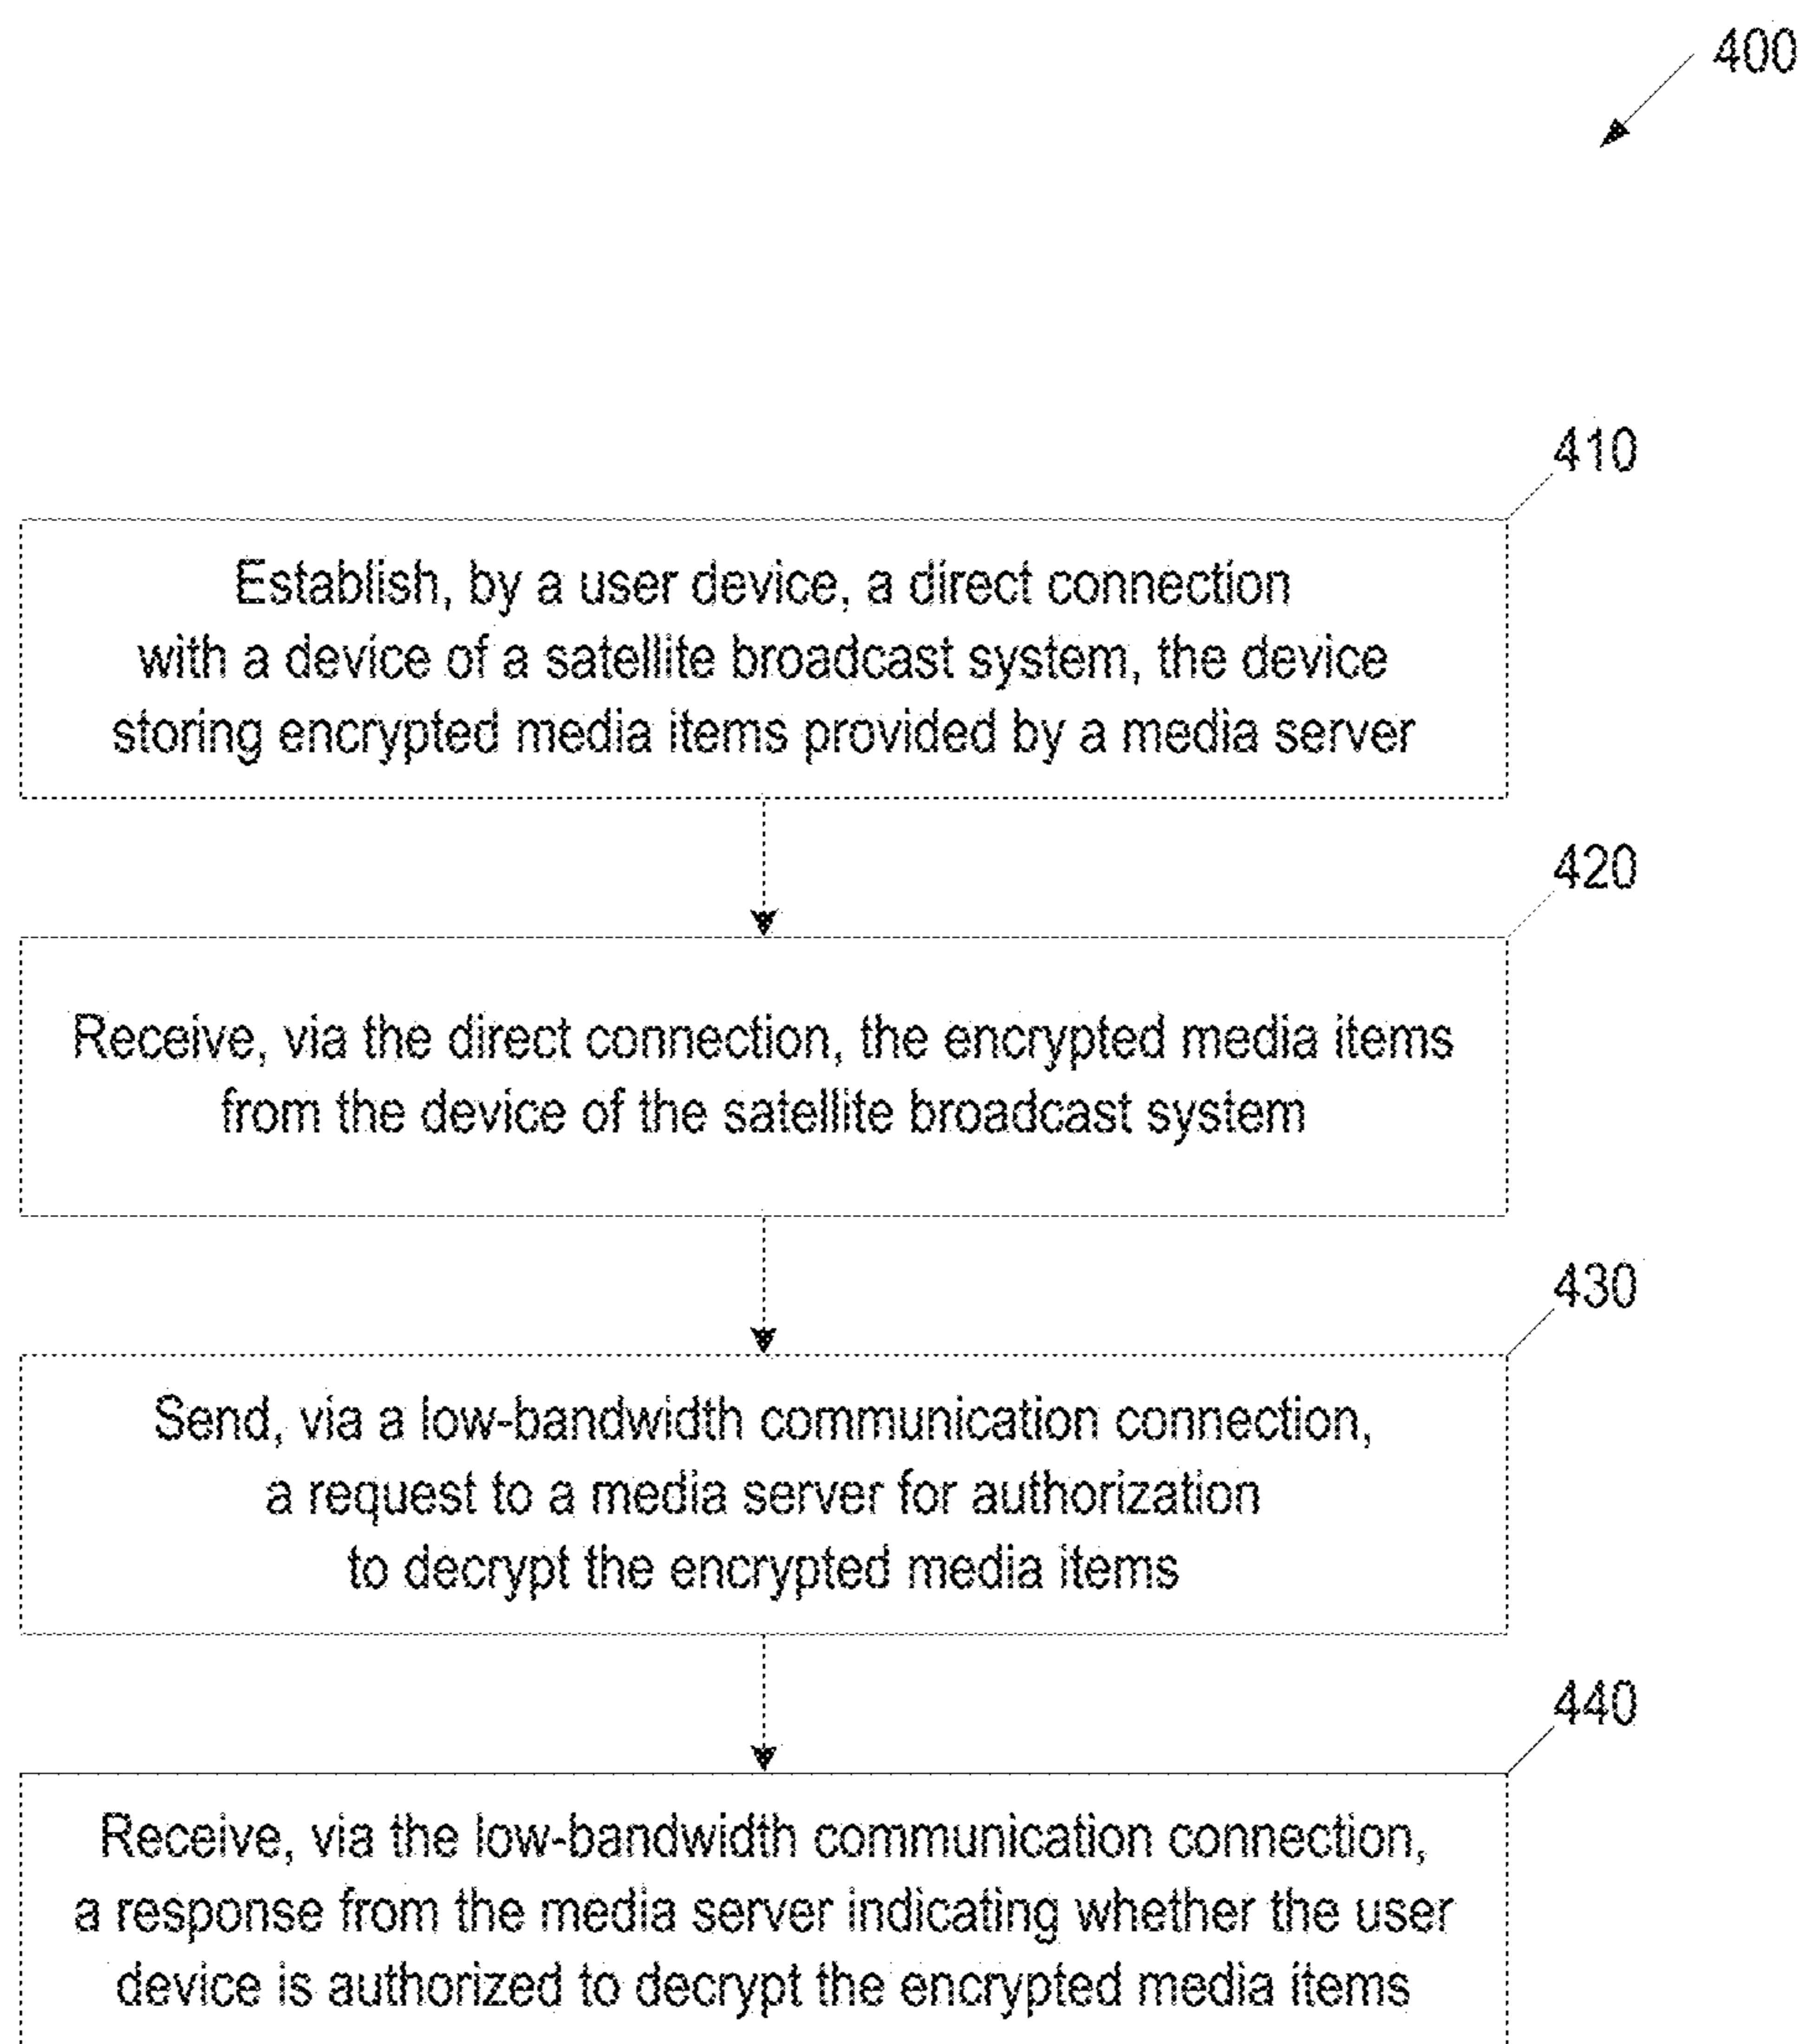 400
410
Establish, by a user device, a direct connection
with a device of a satellite broadcast system, the device
storing encrypted media items provided by a media server
420
Receive, via the direct connection, the encrypted media items
from the device of the satellite broadcast system
430
Send, via a low-bandwidth communication connection,
a request to a media server for authorization
to decrypt the encrypted media items
440
Receive, via the low-bandwidth communication connection,
a response from the media server indicating whether the user
device is authorized to decrypt the encrypted media items